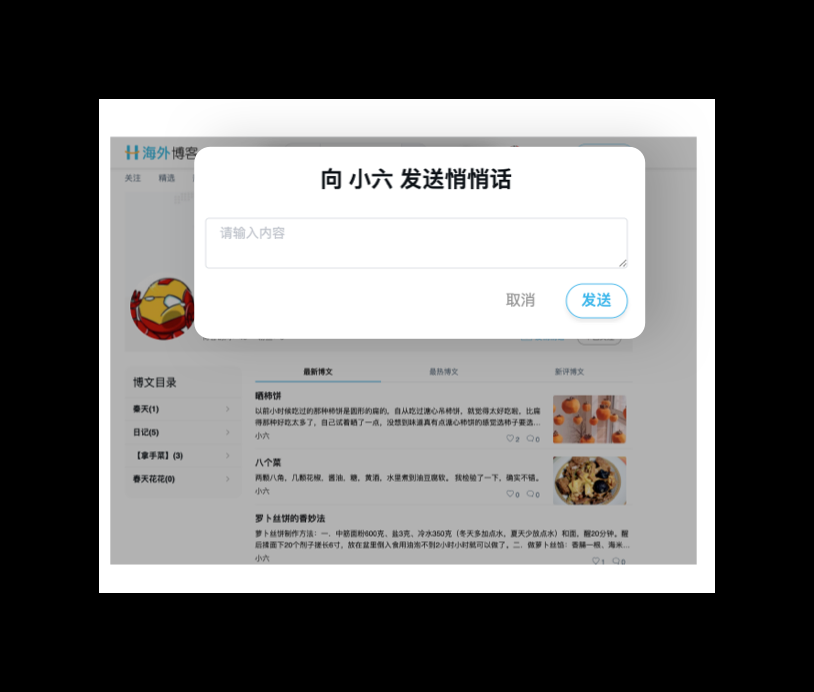 海外博客
关注 精选
向 小六 发送悄悄话
请输入内容
取消 发送
博文目录
春天(1)
日记(5)
【拿手菜】(3)
春天花花(0)
最新博文 最热博文 新评博文
晒柿饼
以前小时候吃过的那种柿饼是圆形的扁的，自从吃过溏心吊柿饼，就觉得太好吃啦，比扁
得那种好吃太多了，自己试着晒了一点，没想到味道真有点溏心柿饼的感觉选柿子要选...
小六
2 0
八个菜
两颗八角，几颗花椒，酱油，糖，黄酒，水里煮到油豆腐软。 我检验了一下，确实不错。
小六
0 0
萝卜丝饼的香妙法
萝卜丝饼制作方法：一．中筋面粉600克、盐3克、冷水350克（冬天多加点水，夏天少放点水）和面，醒20分钟。醒
后揉面下20个剂子搓长6寸，放在盆里倒入食用油泡不到2小时小时就可以做了。二．做萝卜丝馅：香肠一根、海米...
小六
1 0